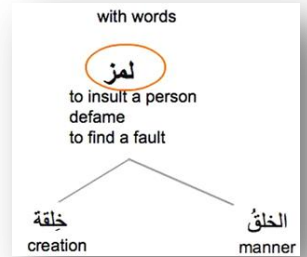 with words
لمز
to insult a person
defame
to find a fault
خِلقة
الخلقُ
creation
manner